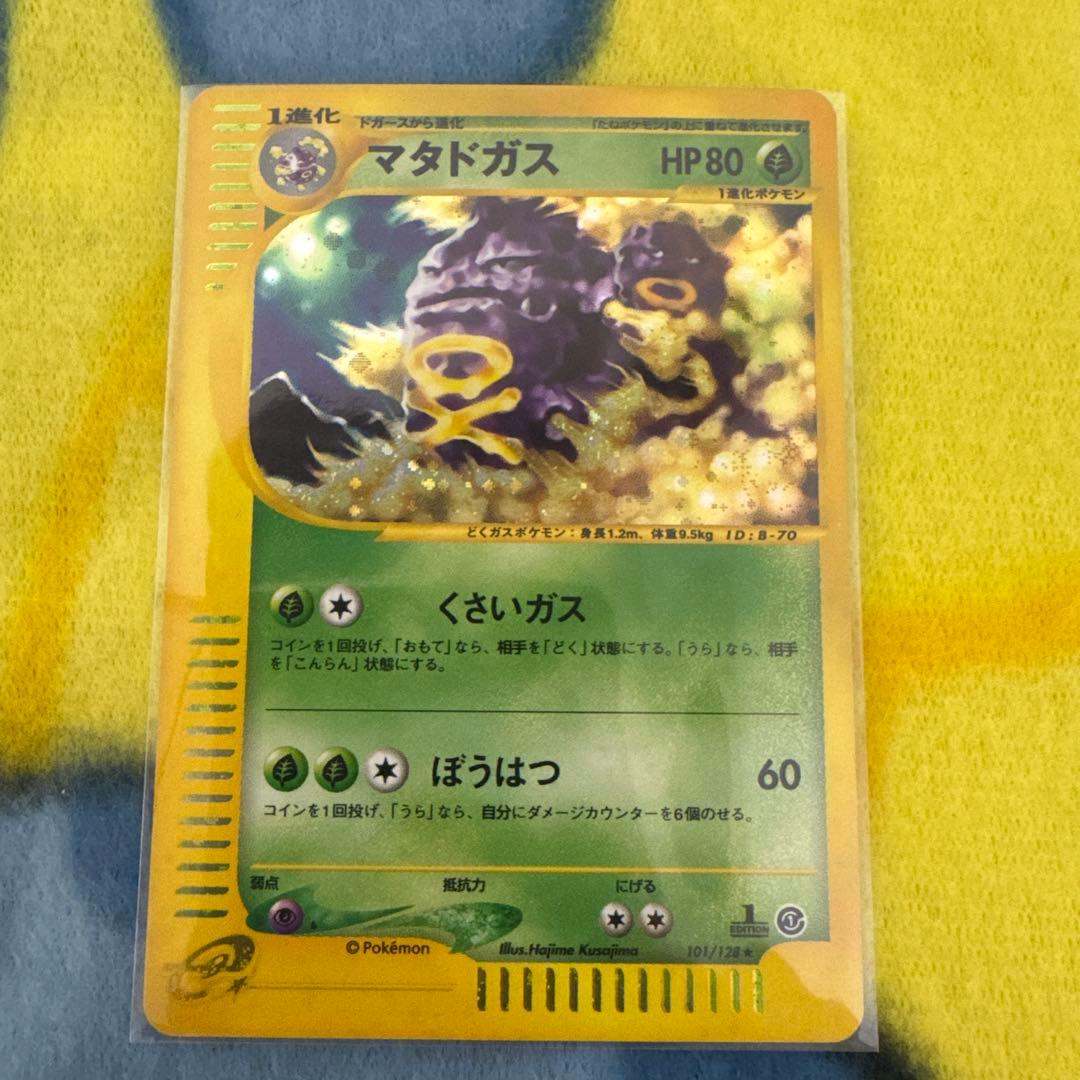 1進化
ドガースから進化
「たねポケモン」の上に重ねて進化させます。
マタドガス
HP80
1進化ポケモン
どくガスポケモン：身長1.2m、体重9.5kg ID：B-70
くさいガス
コインを1回投げ、「おもて」なら、相手を「どく」状態にする。「うら」なら、相手
を「こんらん」状態にする。
ぼうはつ 60
コインを1回投げ、「うら」なら、自分にダメージカウンターを6個のせる。
弱点 抵抗力 にげる
1
EDITION
1
©Pokémon Illus.Hajime Kusajima 101/128★
e